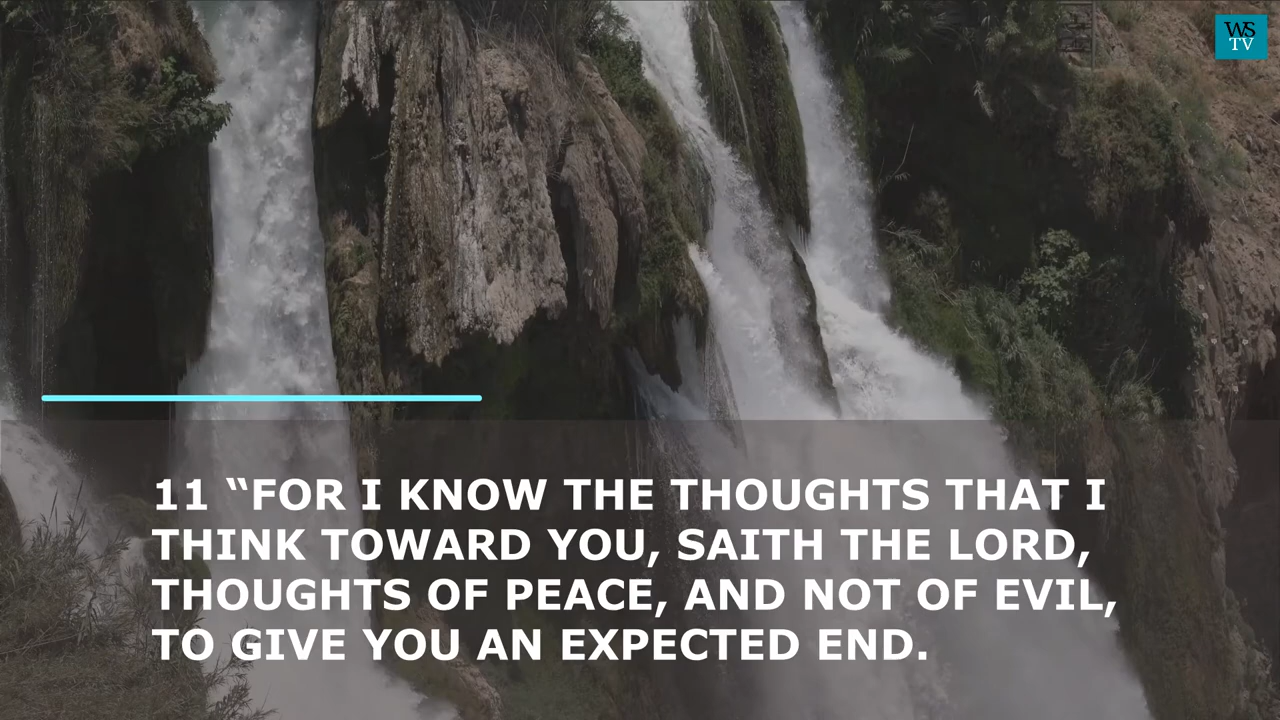 WS
TV
11 “FOR I KNOW THE THOUGHTS THAT I
THINK TOWARD YOU, SAITH THE LORD,
THOUGHTS OF PEACE, AND NOT OF EVIL,
TO GIVE YOU AN EXPECTED END.